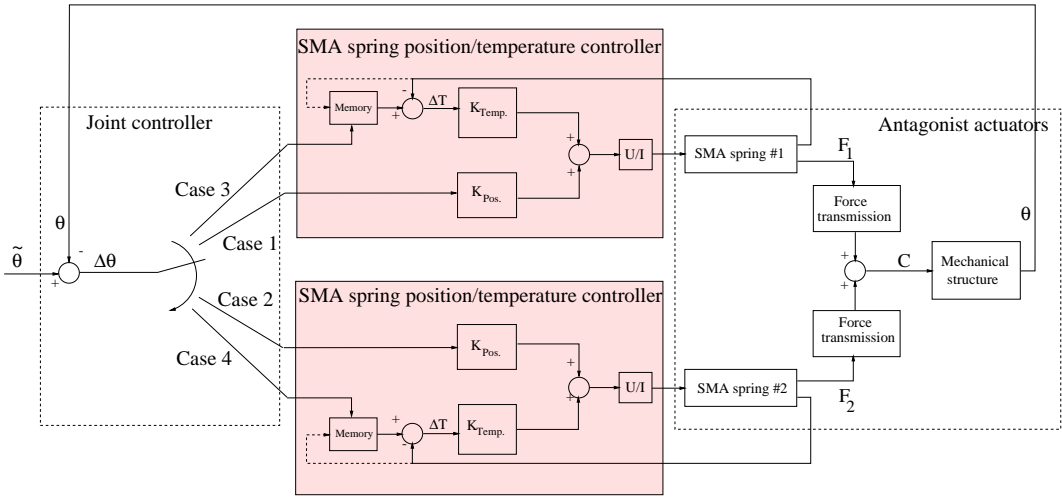 SMA spring position/temperature controller
Joint controller
Memory
-
+
ΔT
K_Temp.
+
+
U/I
K_Pos.
Case 3
Case 1
θ
-
θ̃
+
Δθ
Antagonist actuators
SMA spring #1
F_1
Force
transmission
θ
+
+
C
Mechanical
structure
Force
transmission
SMA spring #2
F_2
SMA spring position/temperature controller
Case 2
Case 4
K_Pos.
+
+
U/I
Memory
+
-
ΔT
K_Temp.